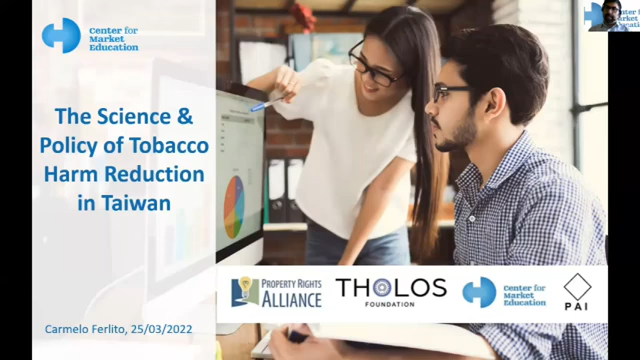 Center for
Market
Education
The Science &
Policy of Tobacco
Harm Reduction
in Taiwan
PROPERTY RIGHTS
ALLIANCE
THOLOS
FOUNDATION
Center for
Market
Education
PAI
Carmelo Ferlito, 25/03/2022